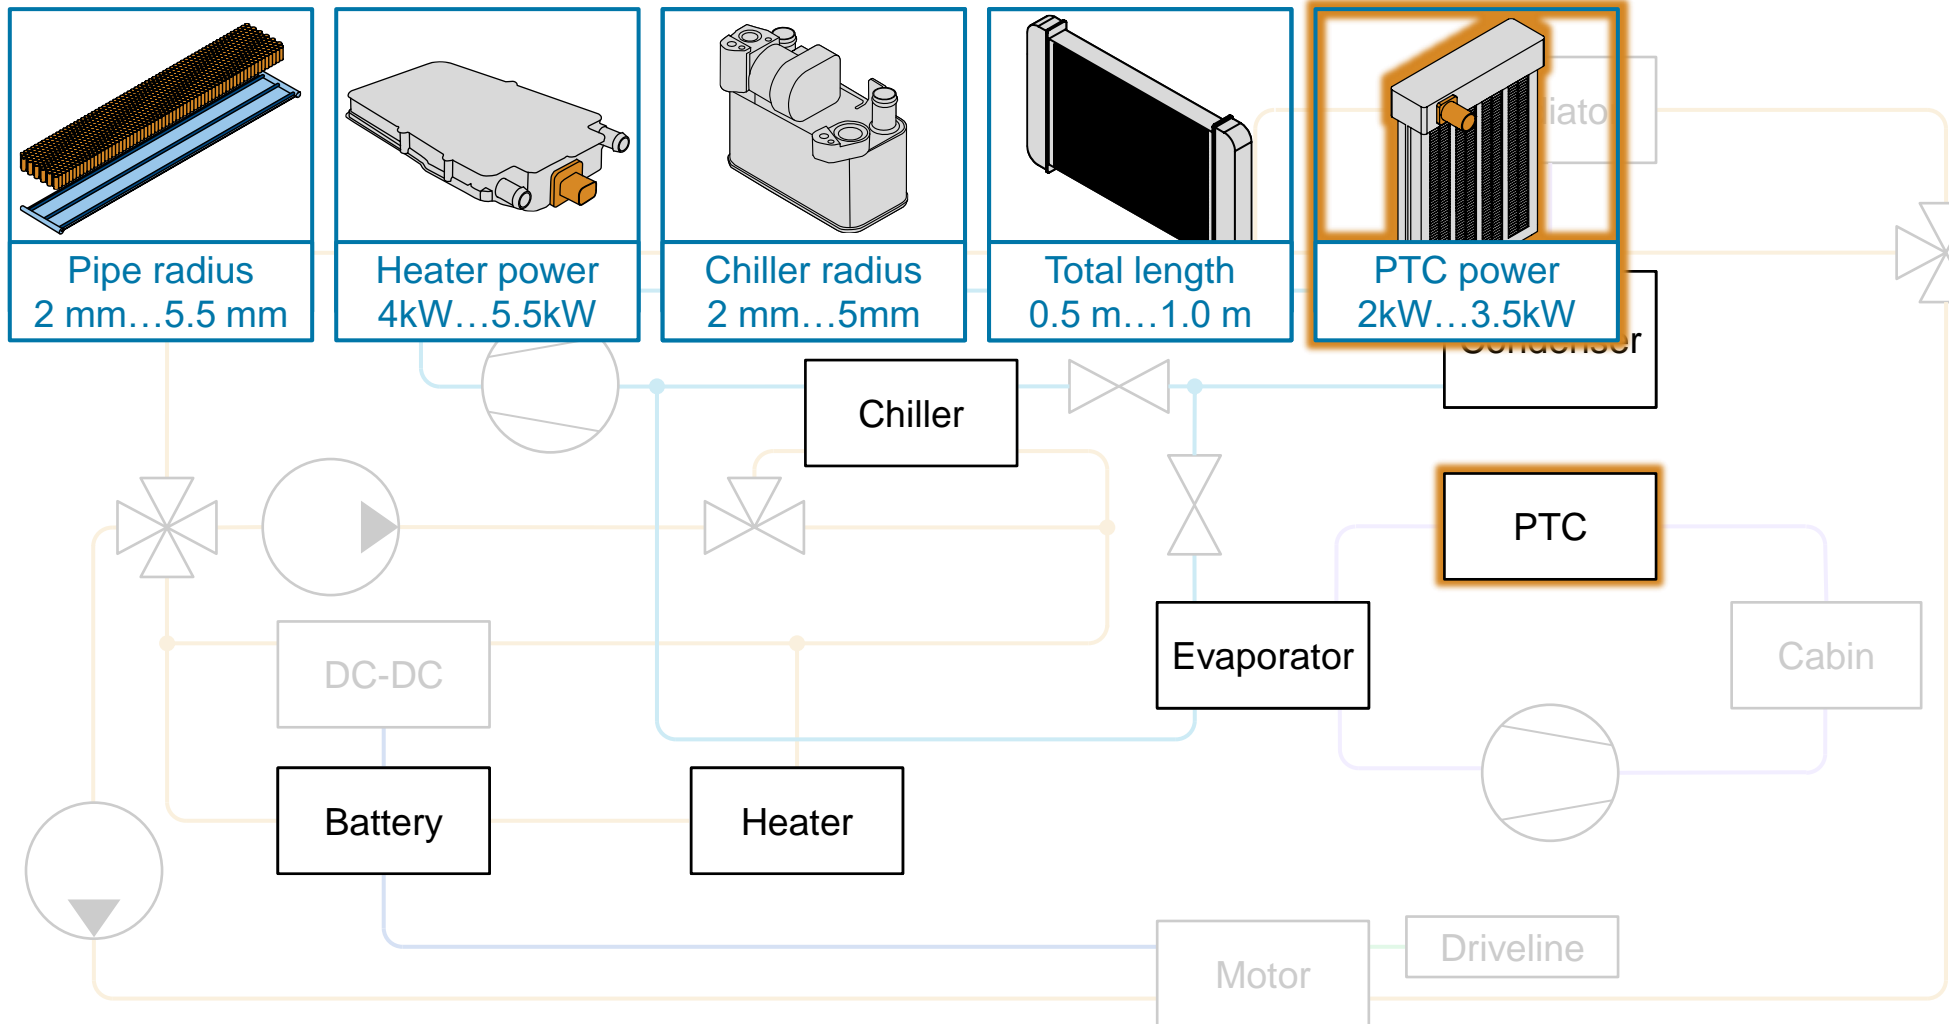 Pipe radius
2 mm…5.5 mm
Heater power
4kW…5.5kW
Chiller radius
2 mm…5mm
Total length
0.5 m…1.0 m
PTC power
2kW…3.5kW
Condenser
Chiller
PTC
Evaporator
Cabin
DC-DC
Battery
Heater
Driveline
Motor